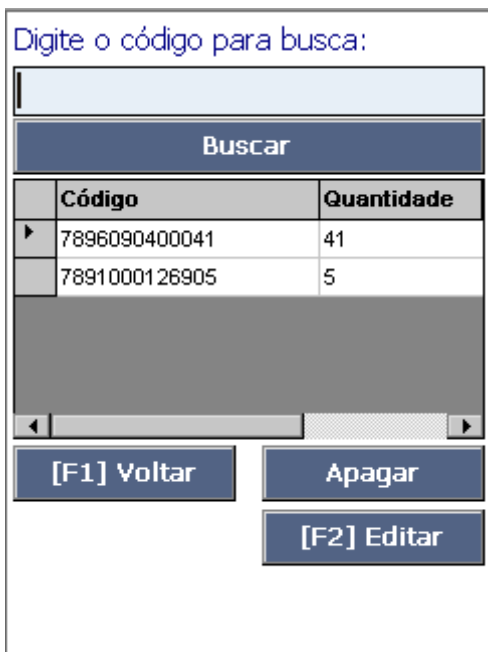 Digite o código para busca:
Buscar
Código Quantidade
7896090400041 41
7891000126905 5
[F1] Voltar Apagar
[F2] Editar